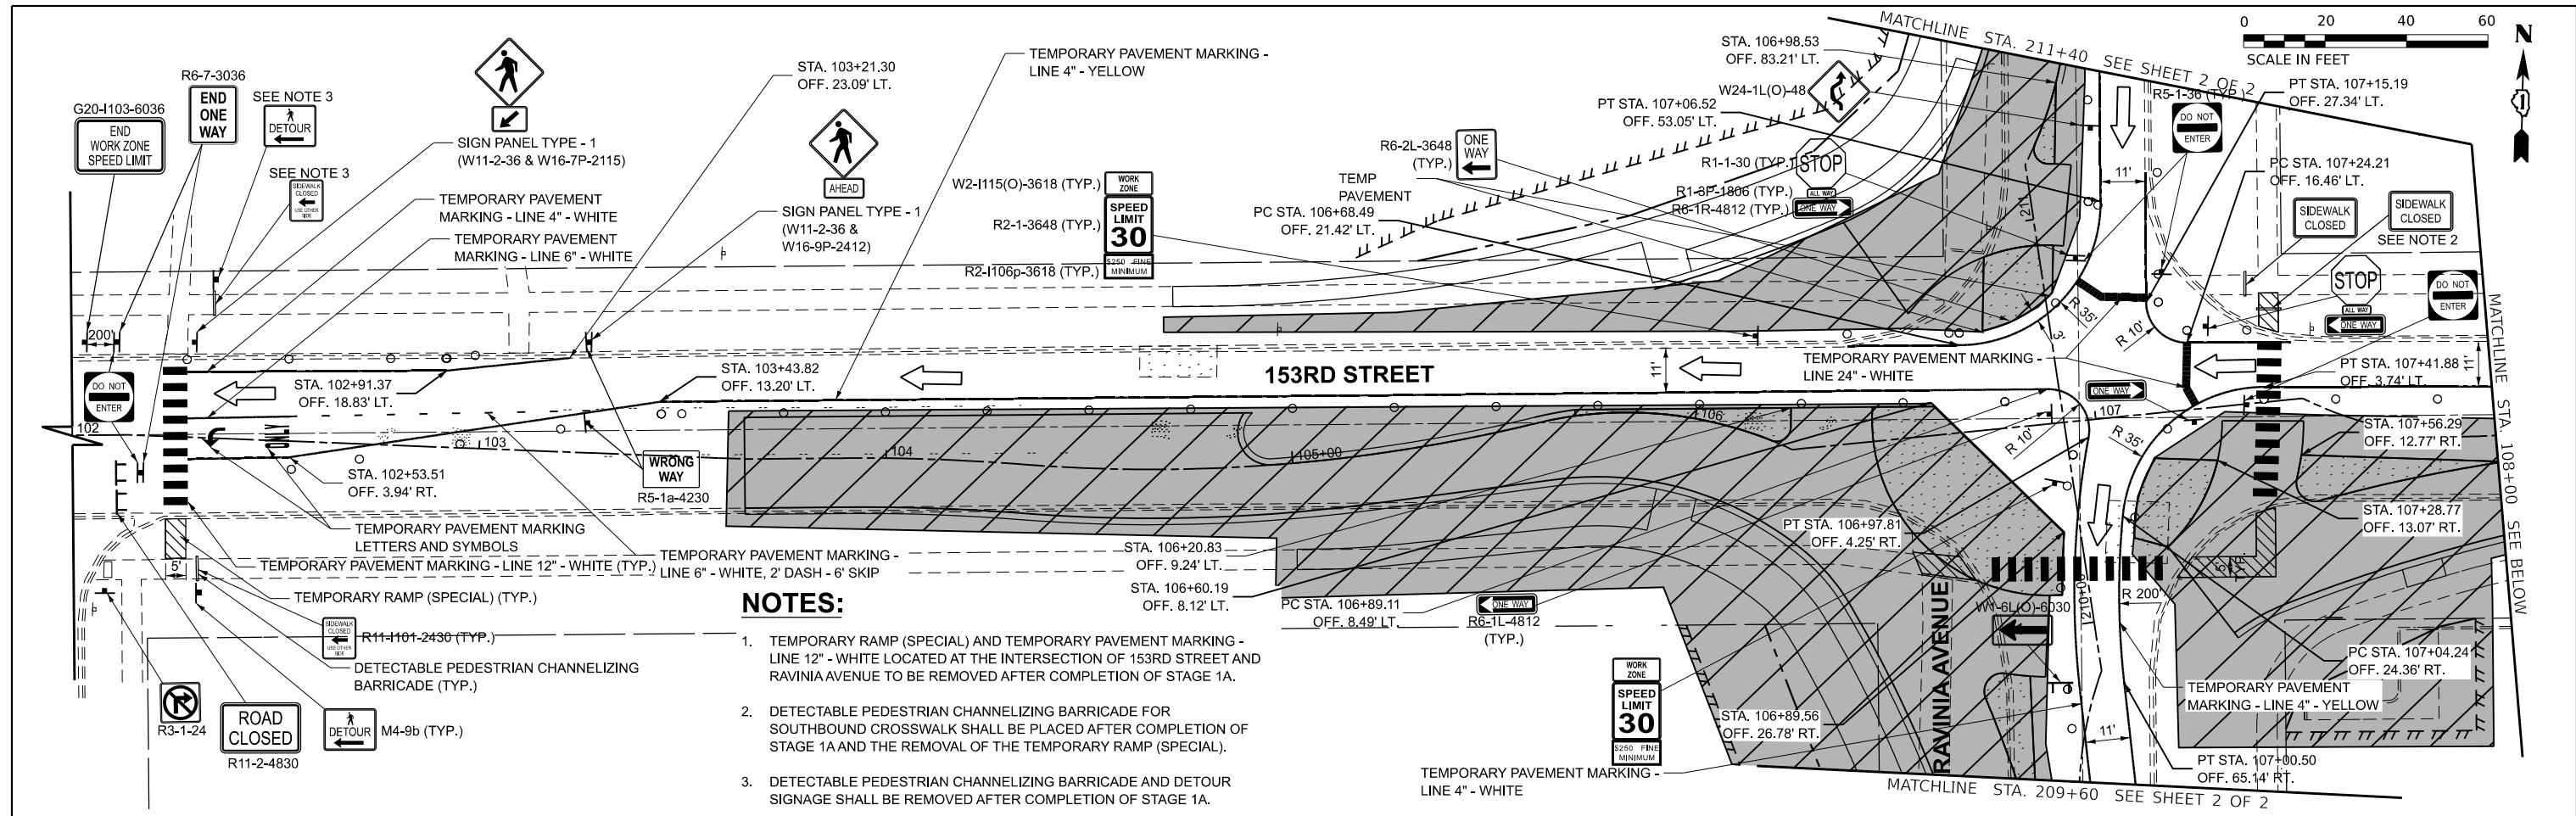 MATCHLINE STA. 211+40 SEE SHEET 2 OF 2
0 20 40 60
SCALE IN FEET
N
R6-7-3036
END
ONE
WAY
G20-I103-6036
END
WORK ZONE
SPEED LIMIT
SEE NOTE 3
DETOUR
SEE NOTE 3
SIDEWALK
CLOSED
USE OTHER
SIDE
SIGN PANEL TYPE - 1
(W11-2-36 & W16-7P-2115)
TEMPORARY PAVEMENT
MARKING - LINE 4" - WHITE
TEMPORARY PAVEMENT
MARKING - LINE 6" - WHITE
STA. 103+21.30
OFF. 23.09' LT.
AHEAD
SIGN PANEL TYPE - 1
(W11-2-36 &
W16-9P-2412)
TEMPORARY PAVEMENT MARKING -
LINE 4" - YELLOW
W2-I115(O)-3618 (TYP.)
R2-1-3648 (TYP.)
R2-I106p-3618 (TYP.)
WORK
ZONE
SPEED
LIMIT
30
$250 FINE
MINIMUM
STA. 106+98.53
OFF. 83.21' LT.
W24-1L(O)-48
PT STA. 107+06.52
OFF. 53.05' LT.
R6-2L-3648
(TYP.)
ONE
WAY
TEMP
PAVEMENT
PC STA. 106+68.49
OFF. 21.42' LT.
R1-1-30 (TYP.)
STOP
R1-3P-1806 (TYP.)
ALL WAY
R6-1R-4812 (TYP.)
ONE WAY
R5-1-36 (TYP.)
DO NOT
ENTER
PT STA. 107+15.19
OFF. 27.34' LT.
PC STA. 107+24.21
OFF. 16.46' LT.
SIDEWALK
CLOSED
SIDEWALK
CLOSED
SEE NOTE 2
STOP
ALL WAY
ONE WAY
DO NOT
ENTER
11'
211
R 35'
3'
R 10'
200'
DO NOT
ENTER
STA. 102+91.37
OFF. 18.83' LT.
STA. 103+43.82
OFF. 13.20' LT.
153RD STREET
11'
TEMPORARY PAVEMENT MARKING -
LINE 24" - WHITE
ONE WAY
PT STA. 107+41.88
OFF. 3.74' LT.
11'
MATCHLINE STA. 108+00 SEE BELOW
102
103
104
105+00
106
107
STA. 102+53.51
OFF. 3.94' RT.
WRONG
WAY
R5-1a-4230
R 10'
R 35'
STA. 107+56.29
OFF. 12.77' RT.
STA. 107+28.77
OFF. 13.07' RT.
TEMPORARY PAVEMENT MARKING
LETTERS AND SYMBOLS
TEMPORARY PAVEMENT MARKING - LINE 12" - WHITE (TYP.)
TEMPORARY PAVEMENT MARKING -
LINE 6" - WHITE, 2' DASH - 6' SKIP
5'
TEMPORARY RAMP (SPECIAL) (TYP.)
SIDEWALK
CLOSED
USE OTHER
SIDE
R11-I101-2430 (TYP.)
DETECTABLE PEDESTRIAN CHANNELIZING
BARRICADE (TYP.)
R3-1-24
ROAD
CLOSED
R11-2-4830
DETOUR
M4-9b (TYP.)
PT STA. 106+97.81
OFF. 4.25' RT.
STA. 106+20.83
OFF. 9.24' LT.
STA. 106+60.19
OFF. 8.12' LT.
PC STA. 106+89.11
OFF. 8.49' LT.
ONE WAY
R6-1L-4812
(TYP.)
NOTES:
1. TEMPORARY RAMP (SPECIAL) AND TEMPORARY PAVEMENT MARKING -
LINE 12" - WHITE LOCATED AT THE INTERSECTION OF 153RD STREET AND
RAVINIA AVENUE TO BE REMOVED AFTER COMPLETION OF STAGE 1A.
2. DETECTABLE PEDESTRIAN CHANNELIZING BARRICADE FOR
SOUTHBOUND CROSSWALK SHALL BE PLACED AFTER COMPLETION OF
STAGE 1A AND THE REMOVAL OF THE TEMPORARY RAMP (SPECIAL).
3. DETECTABLE PEDESTRIAN CHANNELIZING BARRICADE AND DETOUR
SIGNAGE SHALL BE REMOVED AFTER COMPLETION OF STAGE 1A.
RAVINIA AVENUE
W1-6L(O)-6030
210+00
R 200'
5'
PC STA. 107+04.24
OFF. 24.36' RT.
TEMPORARY PAVEMENT
MARKING - LINE 4" - YELLOW
WORK
ZONE
SPEED
LIMIT
30
$250 FINE
MINIMUM
STA. 106+89.56
OFF. 26.78' RT.
11'
PT STA. 107+00.50
OFF. 65.14' RT.
TEMPORARY PAVEMENT MARKING -
LINE 4" - WHITE
MATCHLINE STA. 209+60 SEE SHEET 2 OF 2